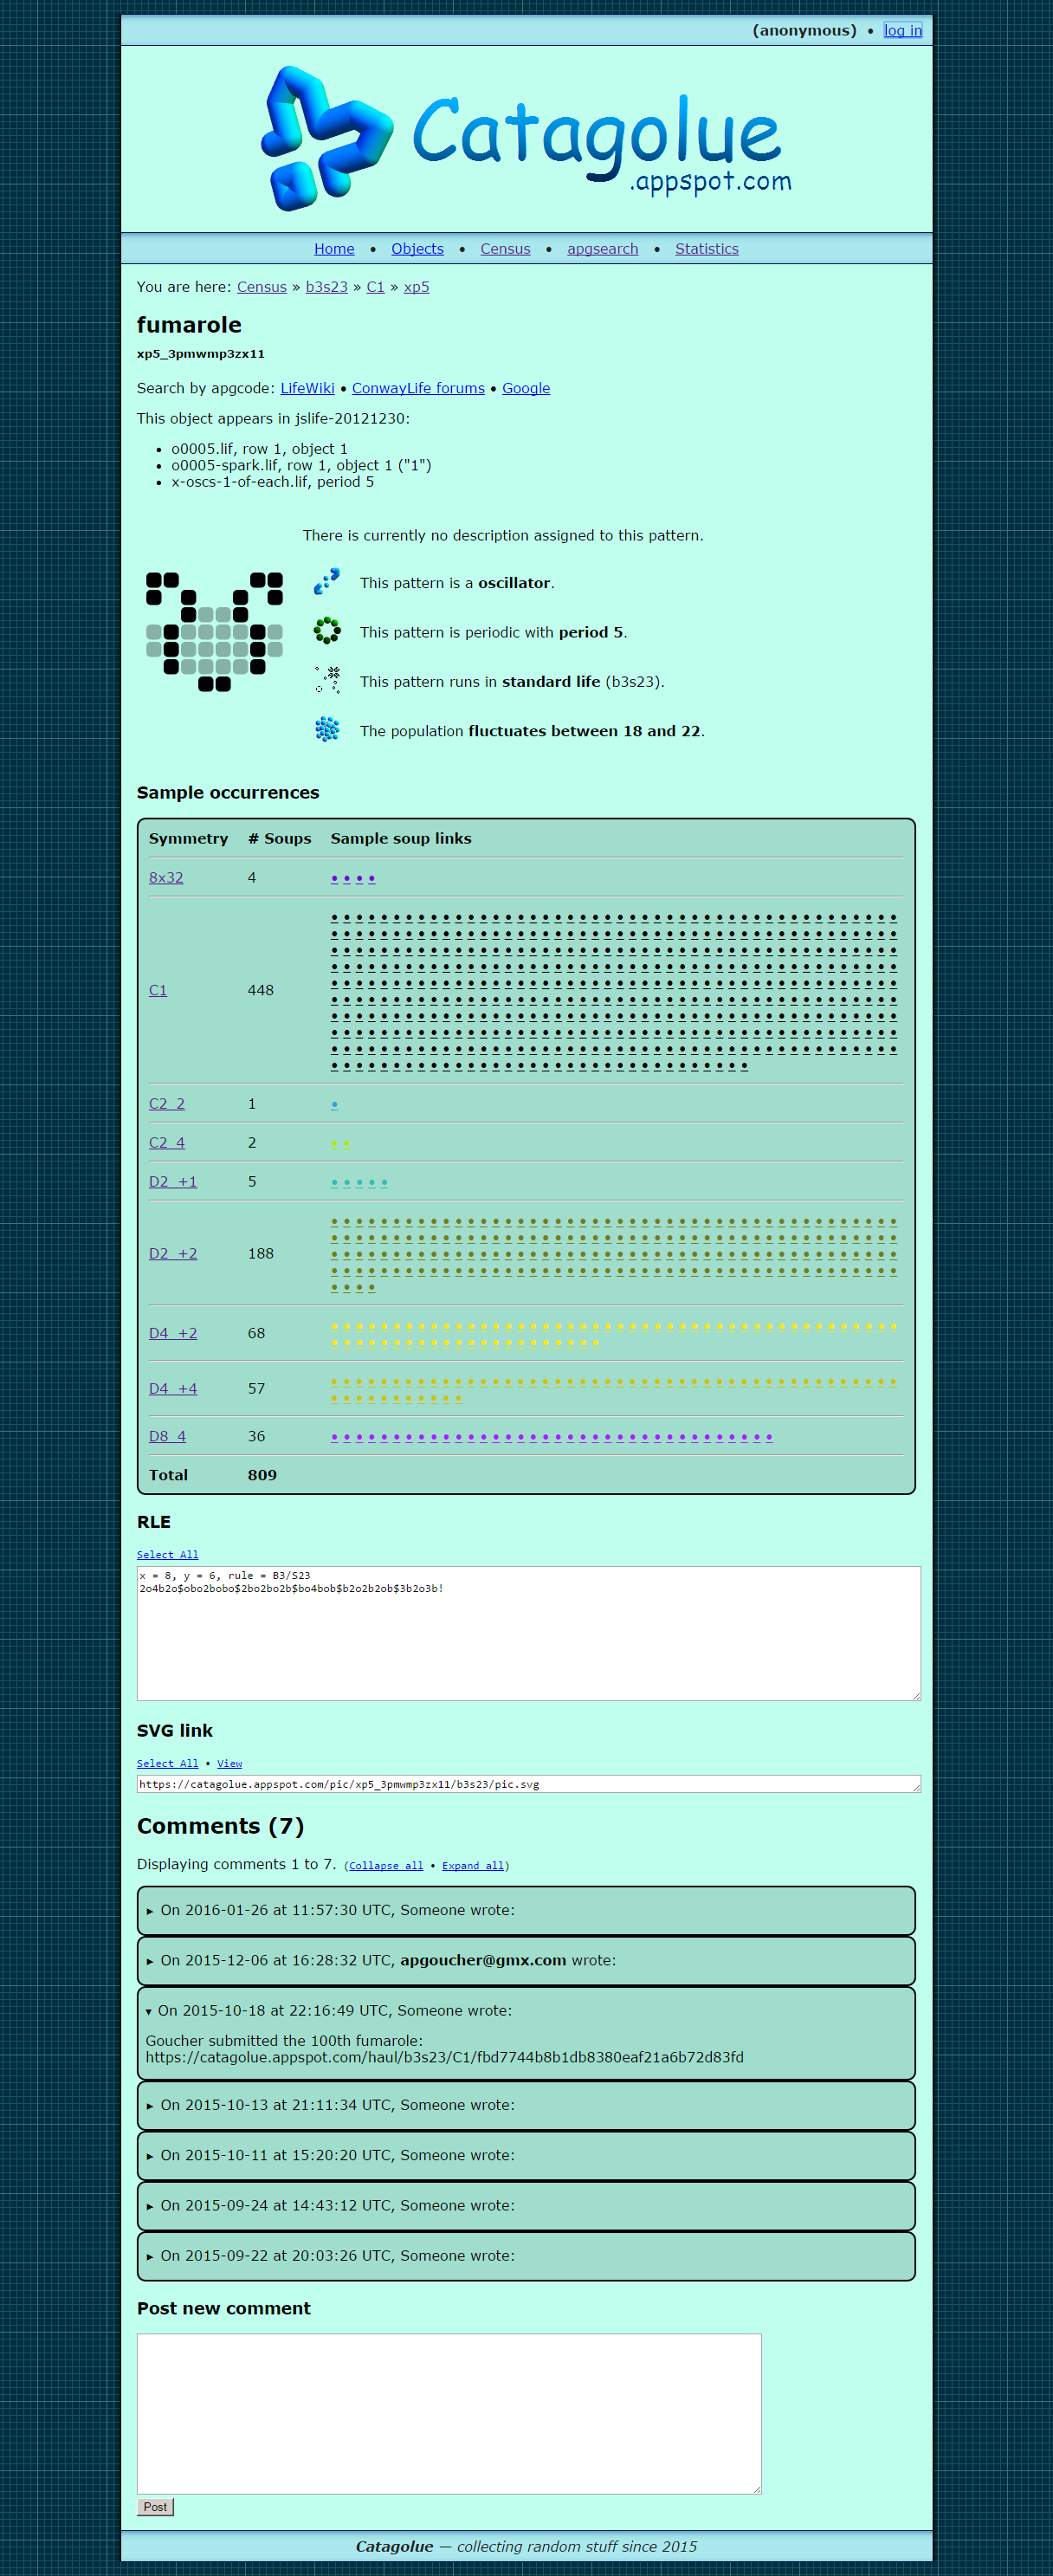 (anonymous) • log in
Catagolue
.appspot.com
Home • Objects • Census • apgsearch • Statistics
You are here: Census » b3s23 » C1 » xp5
fumarole
xp5_3pmwmp3zx11
Search by apgcode: LifeWiki • ConwayLife forums • Google
This object appears in jslife-20121230:
• o0005.lif, row 1, object 1
• o0005-spark.lif, row 1, object 1 ("1")
• x-oscs-1-of-each.lif, period 5
There is currently no description assigned to this pattern.
This pattern is a oscillator.
This pattern is periodic with period 5.
This pattern runs in standard life (b3s23).
The population fluctuates between 18 and 22.
Sample occurrences
Symmetry # Soups Sample soup links
8x32 4
C1 448
C2_2 1
C2_4 2
D2_+1 5
D2_+2 188
D4_+2 68
D4_+4 57
D8_4 36
Total 809
RLE
Select All
x = 8, y = 6, rule = B3/S23
2o4b2o$obo2bobo$2bo2bo2b$bo4bob$b2o2b2ob$3b2o3b!
SVG link
Select All • View
https://catagolue.appspot.com/pic/xp5_3pmwmp3zx11/b3s23/pic.svg
Comments (7)
Displaying comments 1 to 7. (Collapse all • Expand all)
► On 2016-01-26 at 11:57:30 UTC, Someone wrote:
► On 2015-12-06 at 16:28:32 UTC, apgoucher@gmx.com wrote:
▼ On 2015-10-18 at 22:16:49 UTC, Someone wrote:
Goucher submitted the 100th fumarole:
https://catagolue.appspot.com/haul/b3s23/C1/fbd7744b8b1db8380eaf21a6b72d83fd
► On 2015-10-13 at 21:11:34 UTC, Someone wrote:
► On 2015-10-11 at 15:20:20 UTC, Someone wrote:
► On 2015-09-24 at 14:43:12 UTC, Someone wrote:
► On 2015-09-22 at 20:03:26 UTC, Someone wrote:
Post new comment
Post
Catagolue — collecting random stuff since 2015